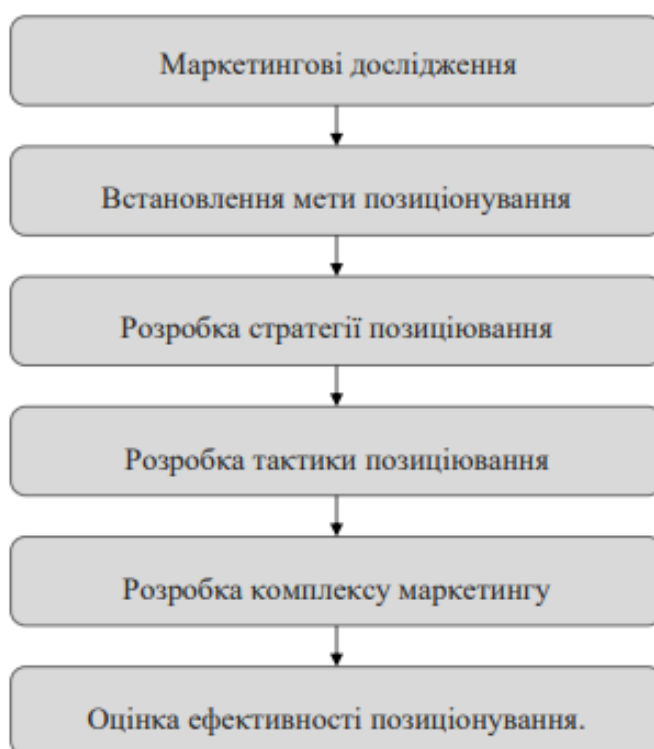 Маркетингові дослідження
Встановлення мети позиціонування
Розробка стратегії позиціювання
Розробка тактики позиціювання
Розробка комплексу маркетингу
Оцінка ефективності позиціонування.